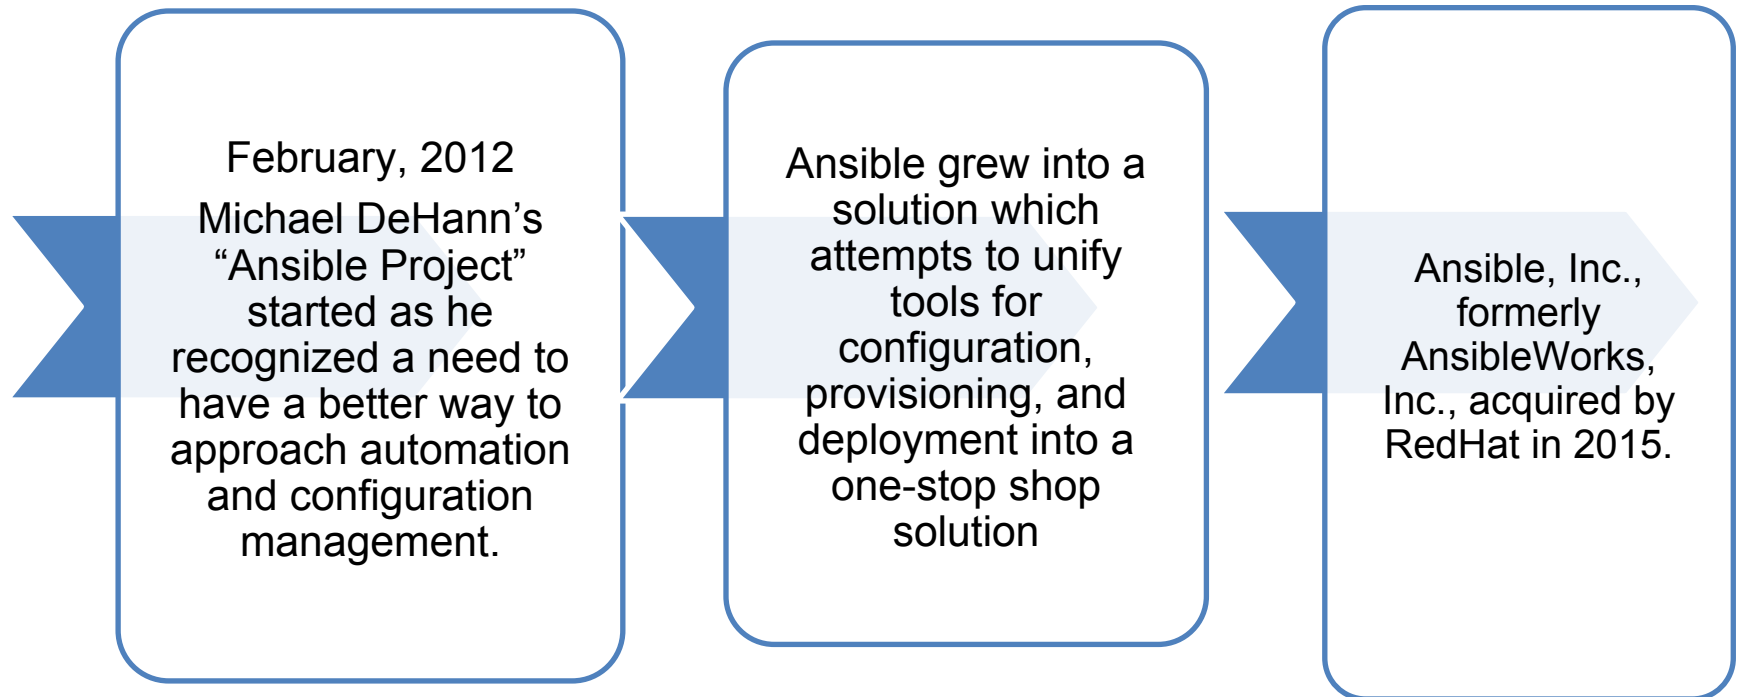 February, 2012
Michael DeHann’s
“Ansible Project”
started as he
recognized a need to
have a better way to
approach automation
and configuration
management.
Ansible grew into a
solution which
attempts to unify
tools for
configuration,
provisioning, and
deployment into a
one-stop shop
solution
Ansible, Inc.,
formerly
AnsibleWorks,
Inc., acquired by
RedHat in 2015.